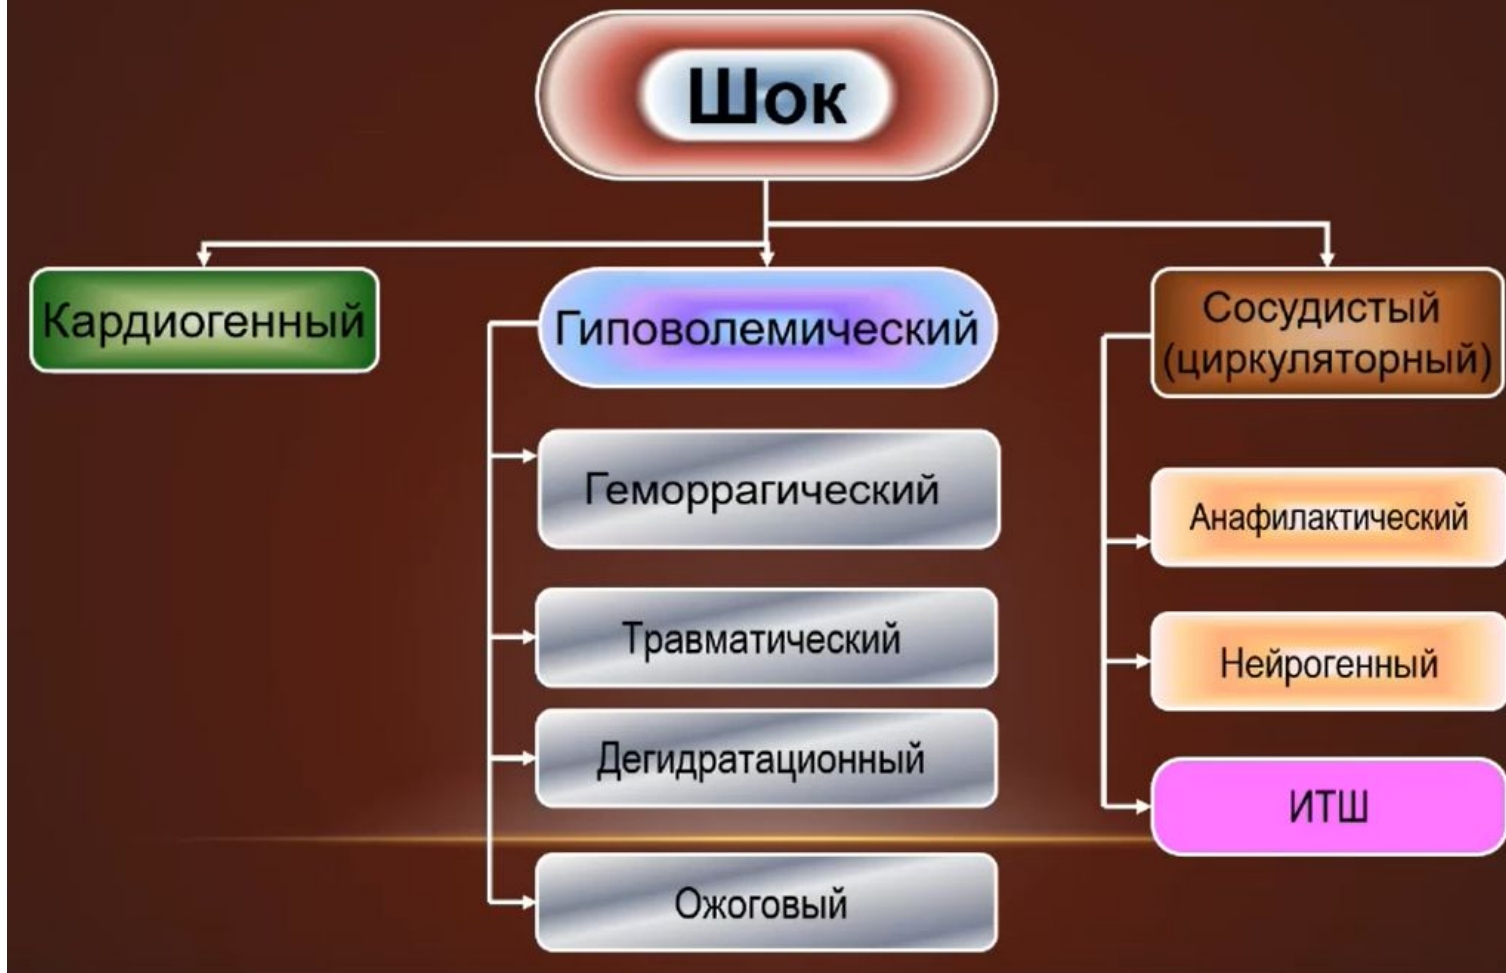 Шок
Кардиогенный
Гиповолемический
Сосудистый
(циркуляторный)
Геморрагический
Травматический
Дегидратационный
Ожоговый
Анафилактический
Нейрогенный
ИТШ